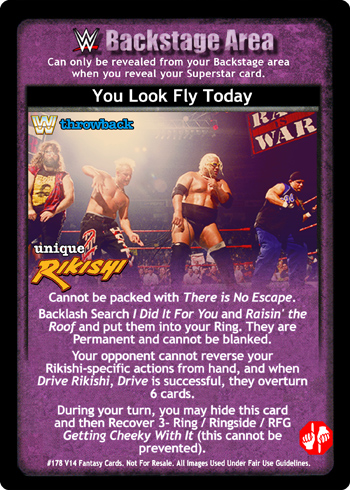 W Backstage Area
Can only be revealed from your Backstage area
when you reveal your Superstar card.
You Look Fly Today
throwback
RAW IS WAR
unique
RIKISHI
Cannot be packed with There is No Escape.
Backlash Search I Did It For You and Raisin' the
Roof and put them into your Ring. They are
Permanent and cannot be blanked.
Your opponent cannot reverse your
Rikishi-specific actions from hand, and when
Drive Rikishi, Drive is successful, they overturn
6 cards.
During your turn, you may hide this card
and then Recover 3- Ring / Ringside / RFG
Getting Cheeky With It (this cannot be
prevented).
#178 V14 Fantasy Cards. Not For Resale. All Images Used Under Fair Use Guidelines.